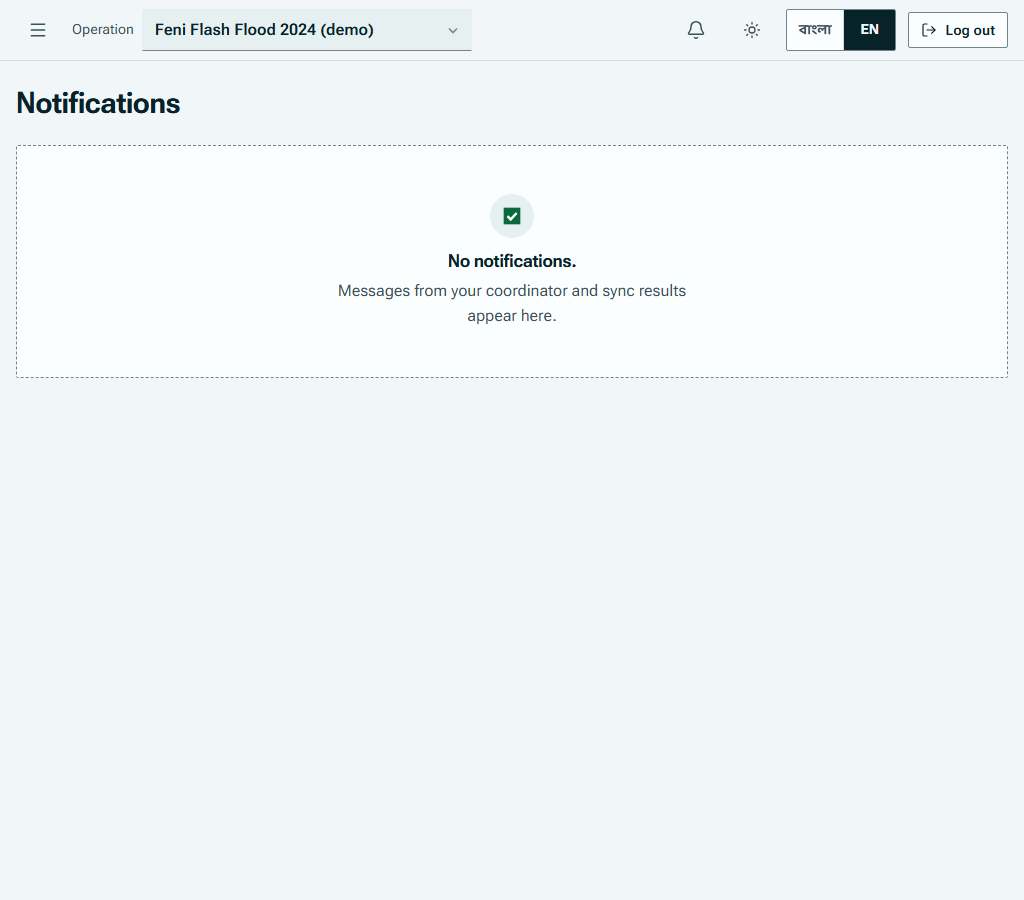 Operation
Feni Flash Flood 2024 (demo)
বাংলা
EN
Log out
Notifications
No notifications.
Messages from your coordinator and sync results
appear here.